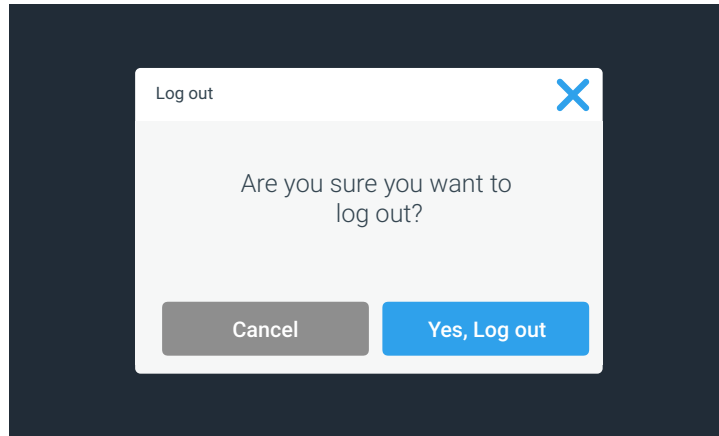 Log out
Are you sure you want to
log out?
Cancel
Yes, Log out